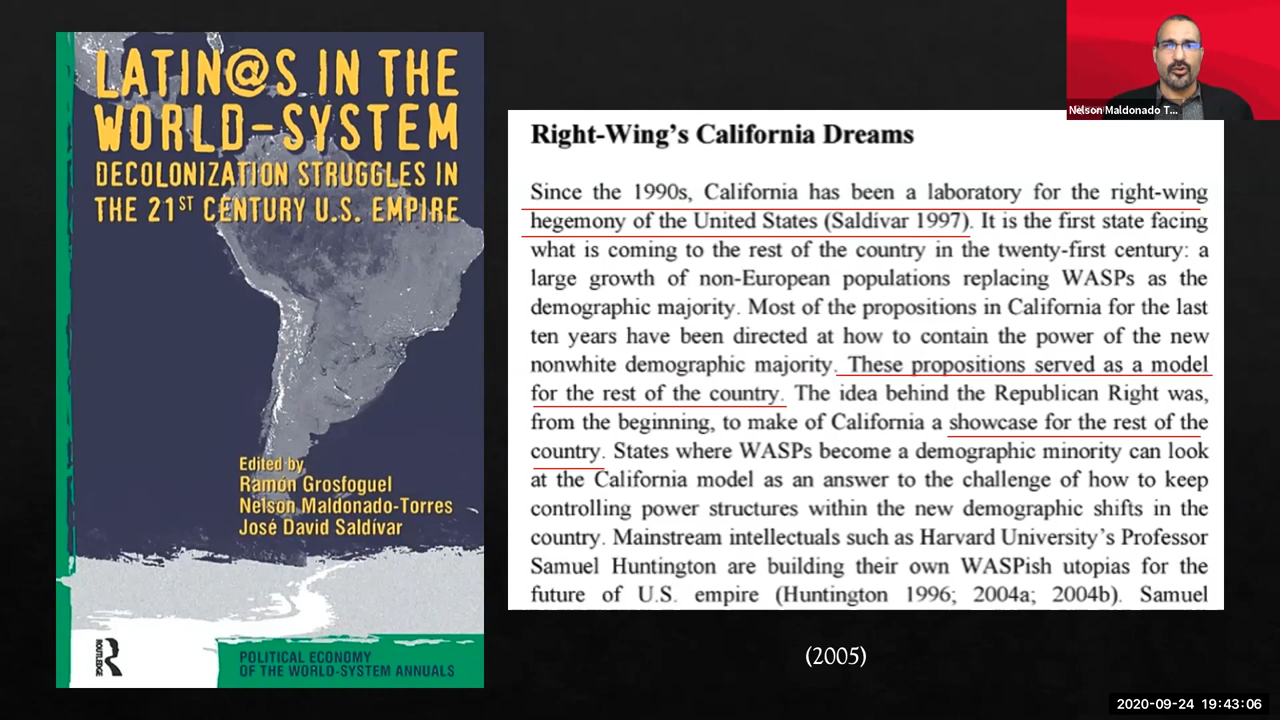 LATIN@S IN THE
WORLD-SYSTEM
DECOLONIZATION STRUGGLES IN
THE 21ST CENTURY U.S. EMPIRE
Edited by
Ramón Grosfoguel
Nelson Maldonado-Torres
José David Saldívar
ROUTLEDGE
POLITICAL ECONOMY
OF THE WORLD-SYSTEM ANNUALS
Nelson Maldonado T...
Right-Wing's California Dreams
Since the 1990s, California has been a laboratory for the right-wing
hegemony of the United States (Saldívar 1997). It is the first state facing
what is coming to the rest of the country in the twenty-first century: a
large growth of non-European populations replacing WASPs as the
demographic majority. Most of the propositions in California for the last
ten years have been directed at how to contain the power of the new
nonwhite demographic majority. These propositions served as a model
for the rest of the country. The idea behind the Republican Right was,
from the beginning, to make of California a showcase for the rest of the
country. States where WASPs become a demographic minority can look
at the California model as an answer to the challenge of how to keep
controlling power structures within the new demographic shifts in the
country. Mainstream intellectuals such as Harvard University's Professor
Samuel Huntington are building their own WASPish utopias for the
future of U.S. empire (Huntington 1996; 2004a; 2004b). Samuel
(2005)
2020-09-24 19:43:06